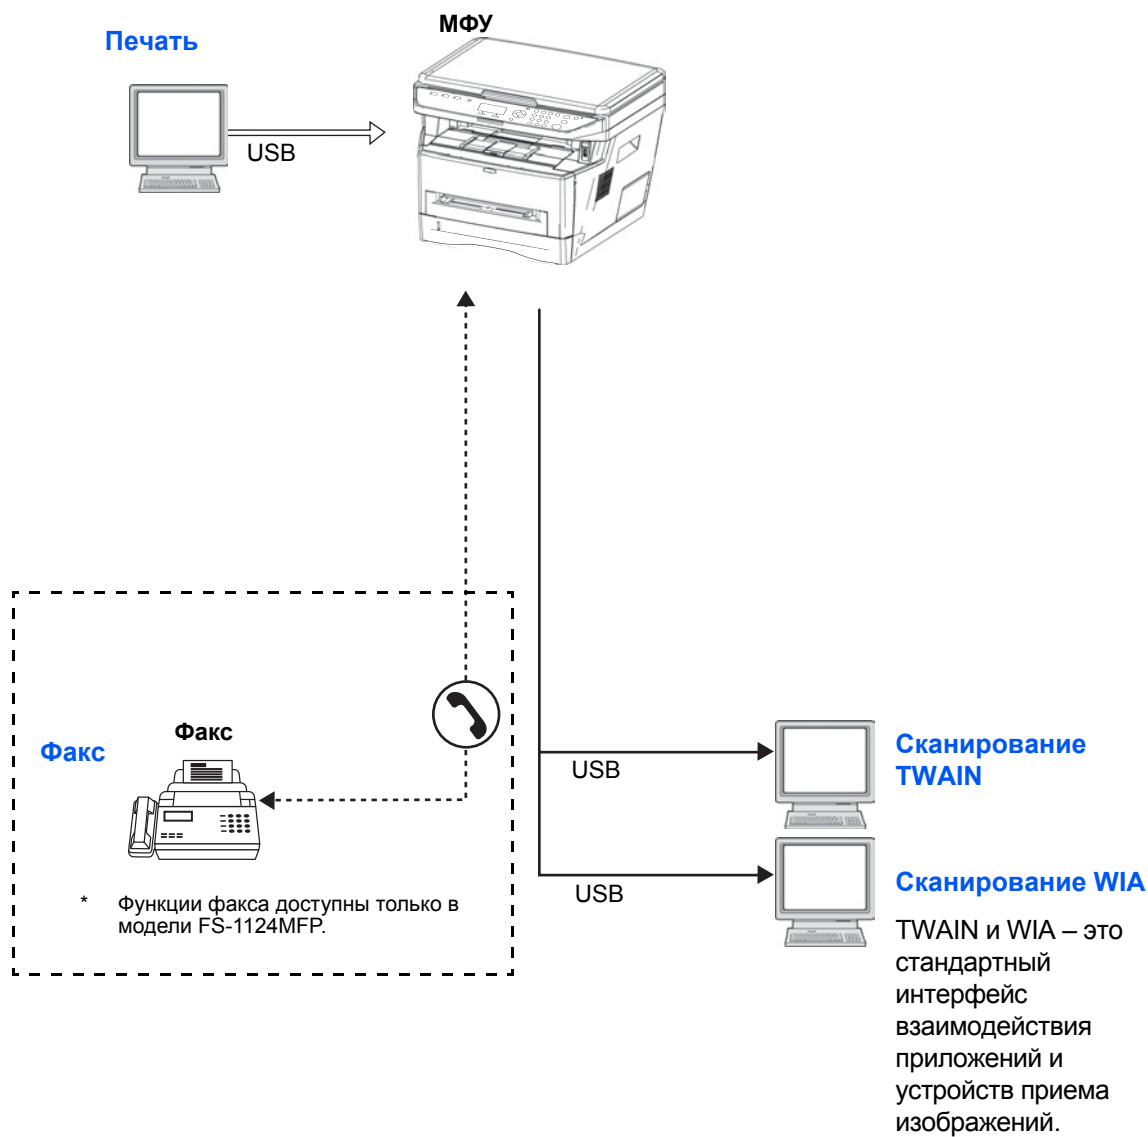 МФУ
Печать
USB
Факс
Факс
* Функции факса доступны только в
модели FS-1124MFP.
USB
Сканирование
TWAIN
USB
Сканирование WIA
TWAIN и WIA – это
стандартный
интерфейс
взаимодействия
приложений и
устройств приема
изображений.